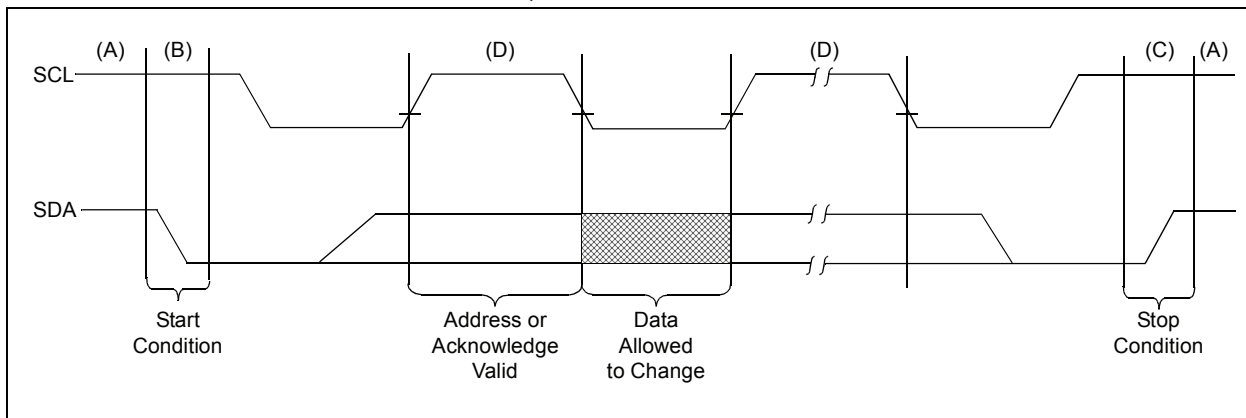 (A) (B) (D) (D) (C) (A)
SCL
SDA
Start
Condition
Address or
Acknowledge
Valid
Data
Allowed
to Change
Stop
Condition